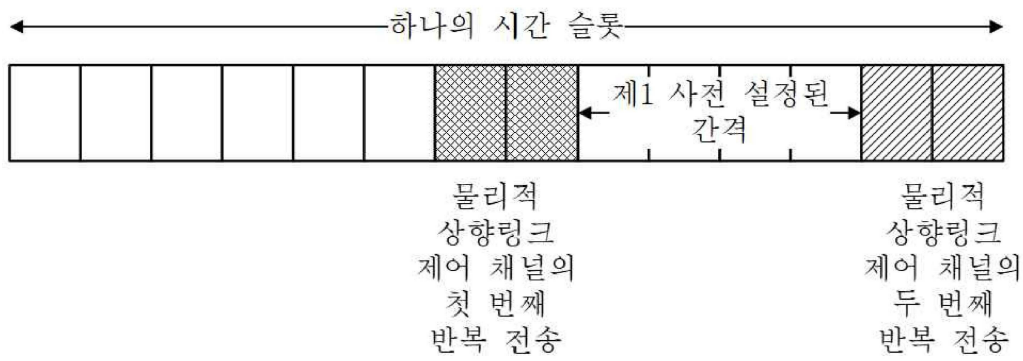 하나의 시간 슬롯
제1 사전 설정된
간격
물리적
상향링크
제어 채널의
첫 번째
반복 전송
물리적
상향링크
제어 채널의
두 번째
반복 전송